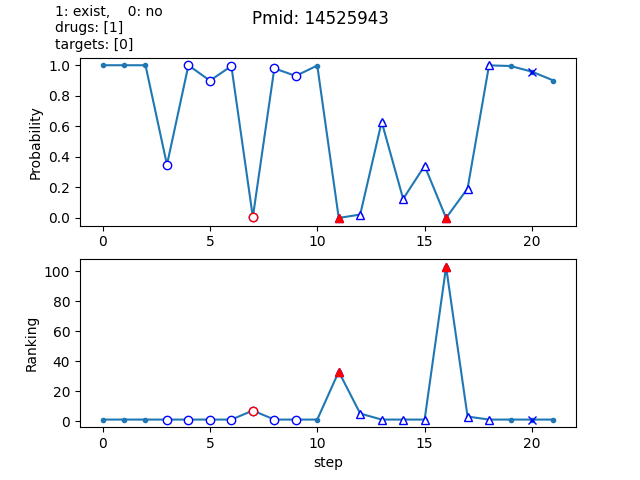 1: exist,    0: no
drugs: [1]
targets: [0]
Pmid: 14525943
1.0
0.8
0.6
0.4
0.2
0.0
Probability
0 5 10 15 20
100
80
60
40
20
0
Ranking
0 5 10 15 20
step